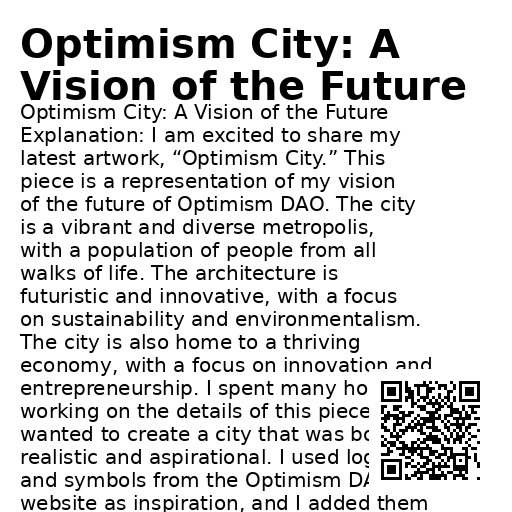 Optimism City: A
Vision of the Future
Optimism City: A Vision of the Future
Explanation: I am excited to share my
latest artwork, “Optimism City.” This
piece is a representation of my vision
of the future of Optimism DAO. The city
is a vibrant and diverse metropolis,
with a population of people from all
walks of life. The architecture is
futuristic and innovative, with a focus
on sustainability and environmentalism.
The city is also home to a thriving
economy, with a focus on innovation and
entrepreneurship. I spent many
working on the details of this piece
wanted to create a city that was
realistic and aspirational. I used
and symbols from the Optimism
website as inspiration, and I added them